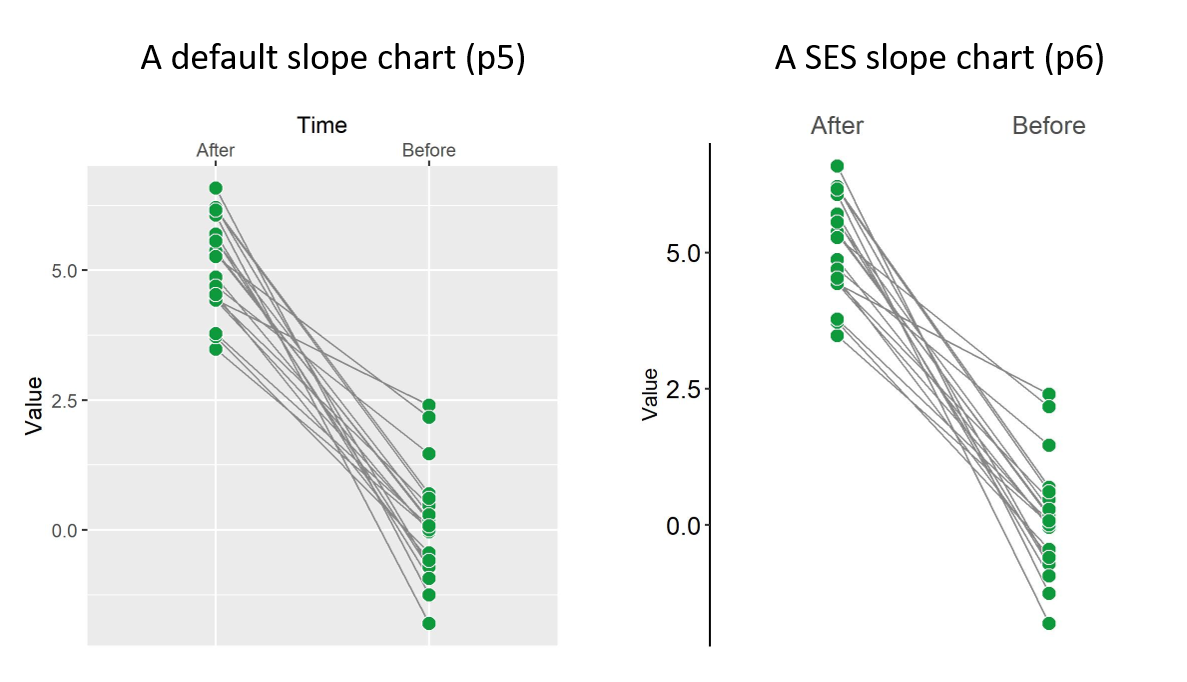 A default slope chart (p5)
A SES slope chart (p6)
Time
After Before
5.0
2.5
0.0
Value
After Before
5.0
2.5
0.0
Value